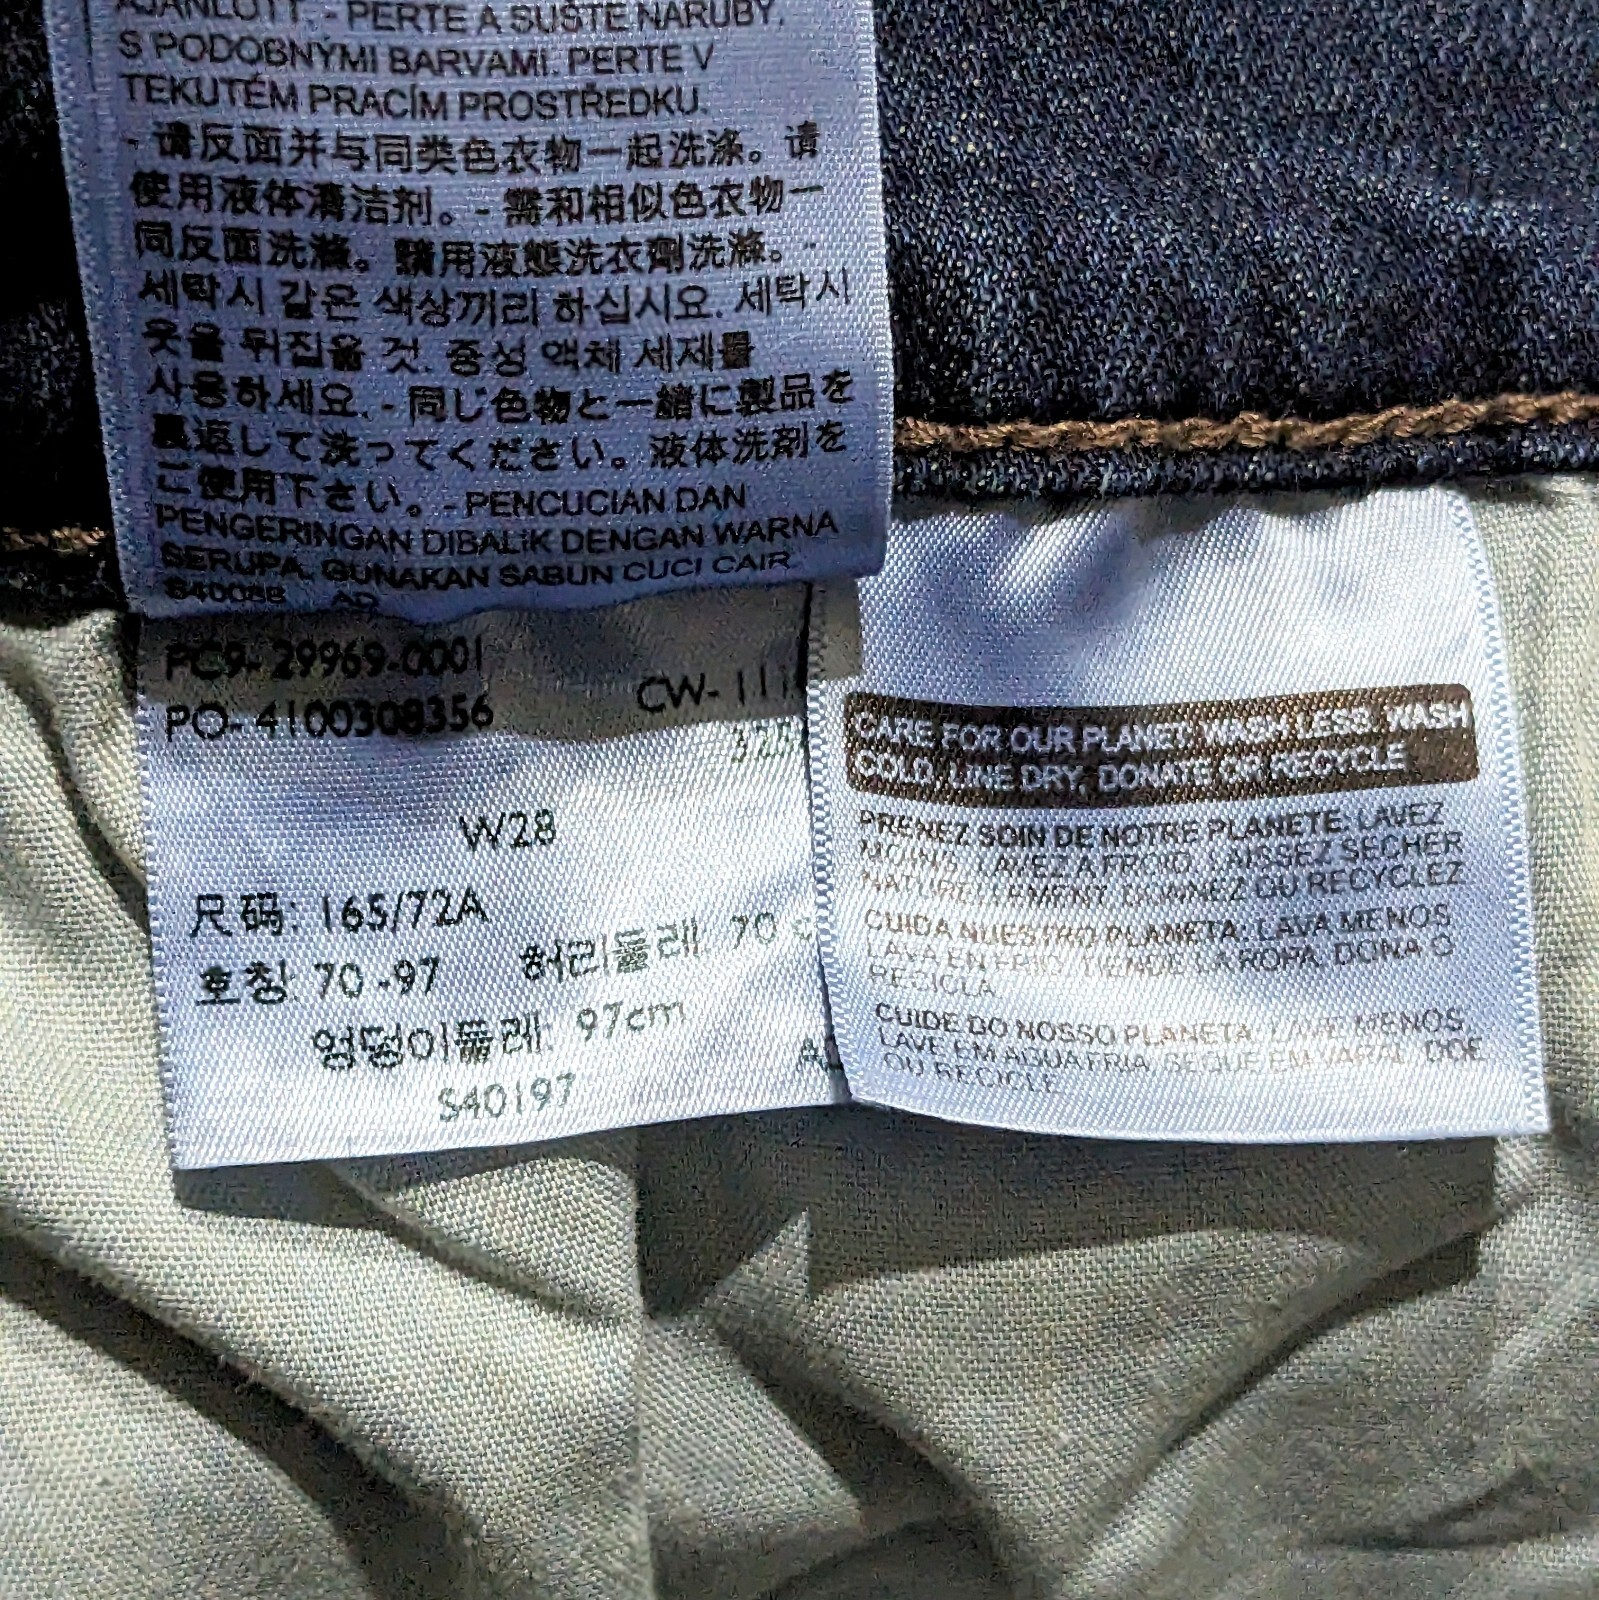 AJÁNLOTT. - PERTE A SUŠTE NARUBY,
S PODOBNÝMI BARVAMI. PERTE V
TEKUTÉM PRACÍM PROSTŘEDKU.
- 请反面并与同类色衣物一起洗涤。请
使用液体清洁剂。- 需和相似色衣物一
同反面洗滌。請用液態洗衣劑洗滌。-
세탁시 같은 색상끼리 하십시요. 세탁시
옷을 뒤집을 것. 중성 액체 세제를
사용하세요. - 同じ色物と一緒に製品を
裏返して洗ってください。液体洗剤を
ご使用下さい。- PENCUCIAN DAN
PENGERINGAN DIBALIK DENGAN WARNA
SERUPA. GUNAKAN SABUN CUCI CAIR.
S4008B AD
PC9- 29969-0001
PO- 4100308356
CW-
W28
尺码: 165/72A
호칭: 70 -97 허리둘레: 70
엉덩이둘레: 97cm
S40197
CARE FOR OUR PLANET: WASH LESS, WASH
COLD, LINE DRY, DONATE OR RECYCLE
PRENEZ SOIN DE NOTRE PLANETE: LAVEZ
MOINS, LAVEZ A FROID, LAISSEZ SECHER
NATURELLEMENT, DONNEZ OU RECYCLEZ
CUIDA NUESTRO PLANETA: LAVA MENOS
LAVA EN FRIO, TIENDE LA ROPA, DONA O
RECICLA
CUIDE DO NOSSO PLANETA: LAVE MENOS,
LAVE EM AGUA FRIA, SEQUE EM VARAL, DOE
OU RECICLE